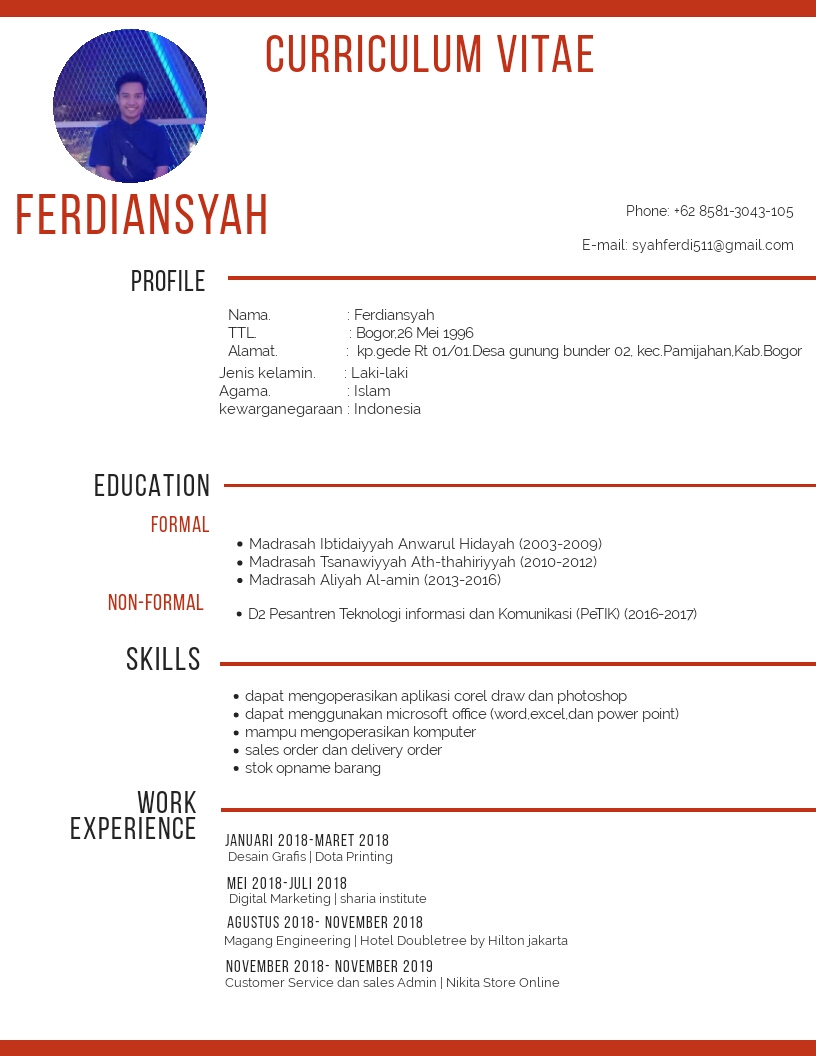 CURRICULUM VITAE
FERDIANSYAH
Phone: +62 8581-3043-105
E-mail: syahferdi511@gmail.com
PROFILE
Nama. : Ferdiansyah
TTL. : Bogor,26 Mei 1996
Alamat. : kp.gede Rt 01/01.Desa gunung bunder 02, kec.Pamijahan,Kab.Bogor
Jenis kelamin. : Laki-laki
Agama. : Islam
kewarganegaraan : Indonesia
EDUCATION
FORMAL
• Madrasah Ibtidaiyyah Anwarul Hidayah (2003-2009)
• Madrasah Tsanawiyyah Ath-thahiriyyah (2010-2012)
• Madrasah Aliyah Al-amin (2013-2016)
NON-FORMAL
• D2 Pesantren Teknologi informasi dan Komunikasi (PeTIK) (2016-2017)
SKILLS
• dapat mengoperasikan aplikasi corel draw dan photoshop
• dapat menggunakan microsoft office (word,excel,dan power point)
• mampu mengoperasikan komputer
• sales order dan delivery order
• stok opname barang
WORK
EXPERIENCE
JANUARI 2018-MARET 2018
Desain Grafis | Dota Printing
MEI 2018-JULI 2018
Digital Marketing | sharia institute
AGUSTUS 2018- NOVEMBER 2018
Magang Engineering | Hotel Doubletree by Hilton jakarta
NOVEMBER 2018- NOVEMBER 2019
Customer Service dan sales Admin | Nikita Store Online